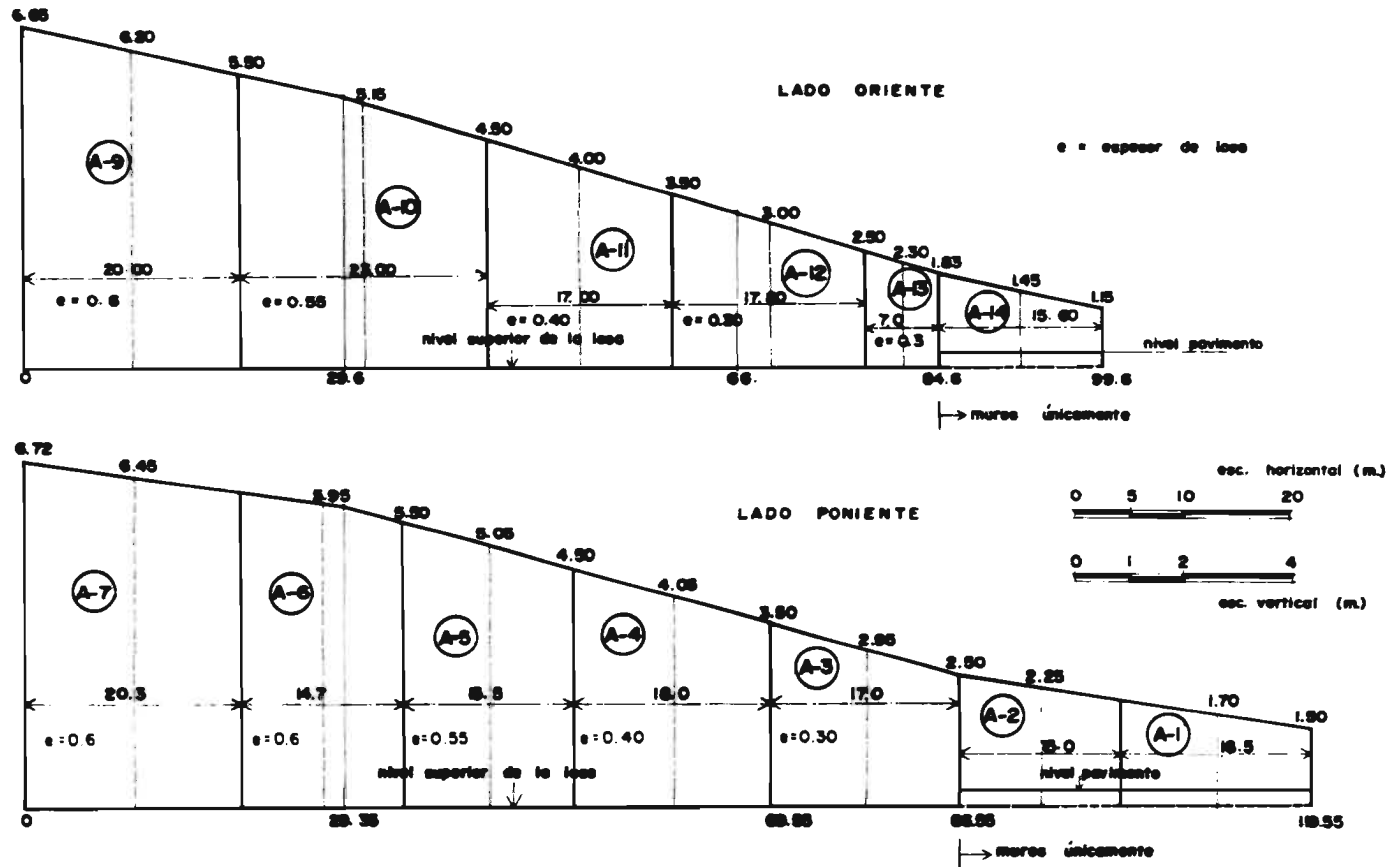 6.65
6.20
5.50
5.15
4.50
4.00
3.50
3.00
2.50
2.30
1.83
1.45
1.15
LADO ORIENTE
e = espesor de losa
A-9
A-10
A-11
A-12
A-13
A-14
20.00
23.00
17.00
17.80
7.0
15.60
e = 0.6
e = 0.55
e = 0.40
e = 0.30
e = 0.3
nivel superior de la losa
nivel pavimento
0
29.6
66.
84.6
99.6
muros únicamente
6.72
6.45
5.95
5.50
5.05
4.50
4.05
3.50
2.95
2.50
2.25
1.70
1.50
LADO PONIENTE
esc. horizontal (m.)
0 5 10 20
0 1 2 4
esc. vertical (m.)
A-7
A-6
A-5
A-4
A-3
A-2
A-1
20.3
14.7
15.5
18.0
17.0
15.0
e = 0.6
e = 0.6
e = 0.55
e = 0.40
e = 0.30
nivel superior de la losa
nivel pavimento
0
29.35
muros únicamente